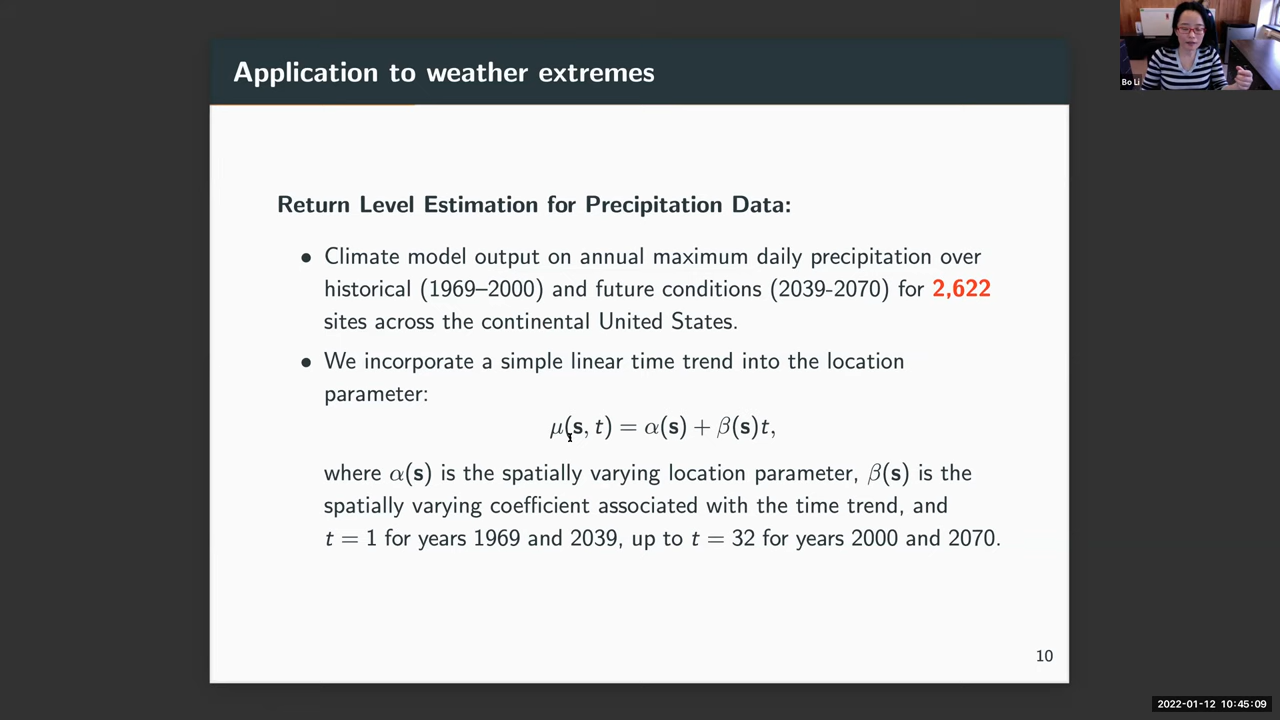 Application to weather extremes
Bo Li
Return Level Estimation for Precipitation Data:
• Climate model output on annual maximum daily precipitation over
historical (1969–2000) and future conditions (2039-2070) for 2,622
sites across the continental United States.
• We incorporate a simple linear time trend into the location
parameter:
μ(s, t) = α(s) + β(s)t,
where α(s) is the spatially varying location parameter, β(s) is the
spatially varying coefficient associated with the time trend, and
t = 1 for years 1969 and 2039, up to t = 32 for years 2000 and 2070.
10
2022-01-12 10:45:09